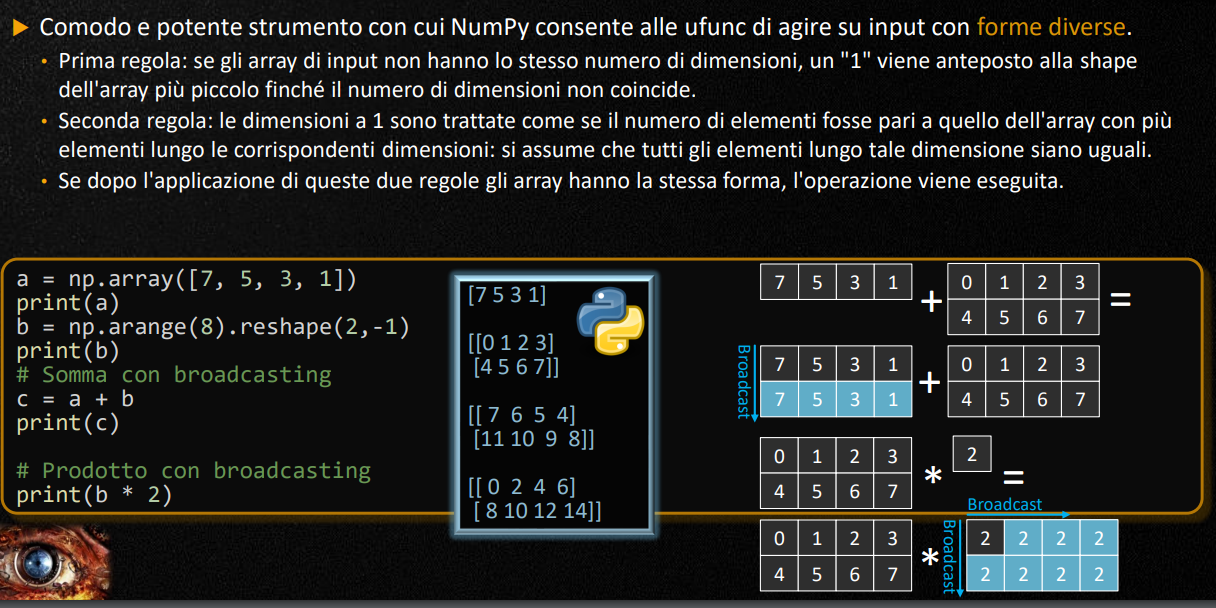 Comodo e potente strumento con cui NumPy consente alle ufunc di agire su input con forme diverse.
• Prima regola: se gli array di input non hanno lo stesso numero di dimensioni, un "1" viene anteposto alla shape
dell'array più piccolo finché il numero di dimensioni non coincide.
• Seconda regola: le dimensioni a 1 sono trattate come se il numero di elementi fosse pari a quello dell'array con più
elementi lungo le corrispondenti dimensioni: si assume che tutti gli elementi lungo tale dimensione siano uguali.
• Se dopo l'applicazione di queste due regole gli array hanno la stessa forma, l'operazione viene eseguita.
a = np.array([7, 5, 3, 1])
print(a)
b = np.arange(8).reshape(2,-1)
print(b)
# Somma con broadcasting
c = a + b
print(c)
# Prodotto con broadcasting
print(b * 2)
[7 5 3 1]
[[0 1 2 3]
[4 5 6 7]]
[[ 7 6 5 4]
[11 10 9 8]]
[[ 0 2 4 6]
[ 8 10 12 14]]
7 5 3 1 + 0 1 2 3 =
4 5 6 7
Broadcast
7 5 3 1 + 0 1 2 3
7 5 3 1 4 5 6 7
0 1 2 3 * 2 =
4 5 6 7
Broadcast
Broadcast
0 1 2 3 * 2 2 2 2
4 5 6 7 2 2 2 2